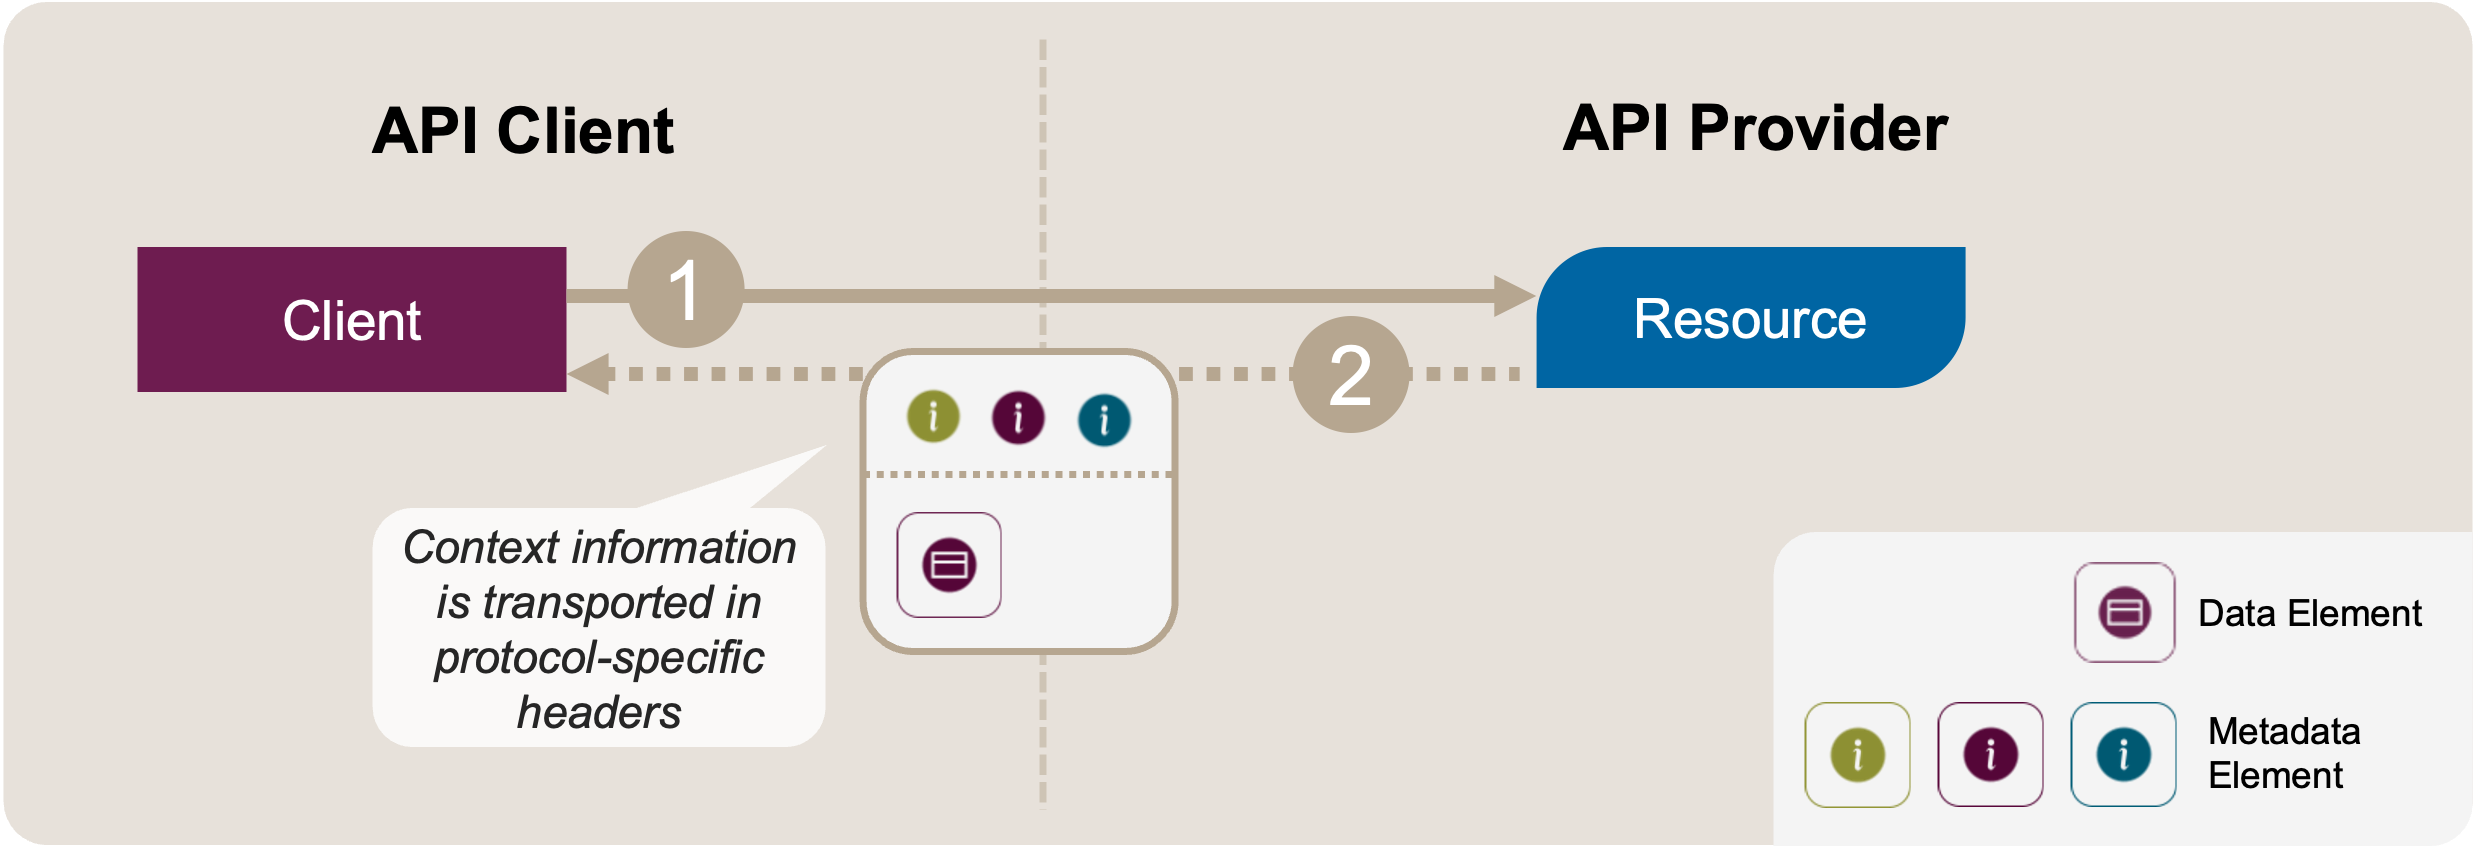 API Client
API Provider
1
Client
Resource
2
i i i
Context information
is transported in
protocol-specific
headers
Data Element
i i i
Metadata
Element